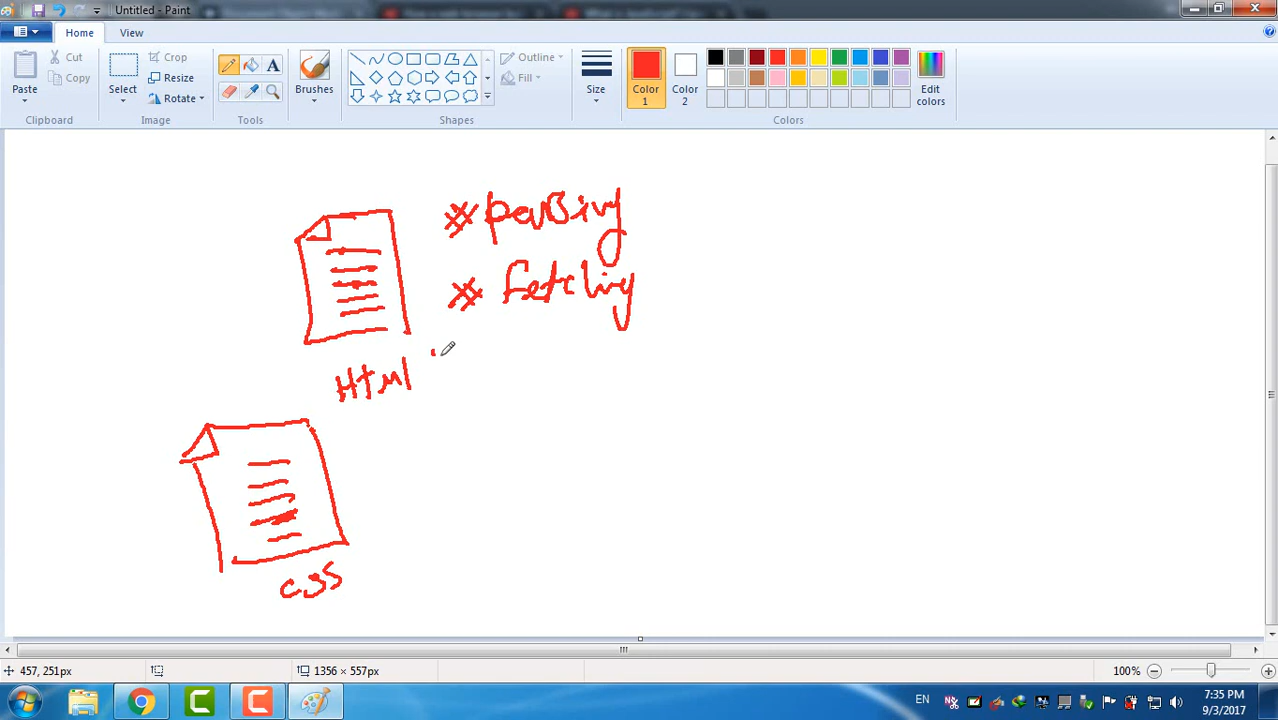 Untitled - Paint
Home
View
Paste
Cut
Copy
Clipboard
Select
Crop
Resize
Rotate
Image
A
Tools
Brushes
Outline
Fill
Shapes
Size
Color
1
Color
2
Edit
colors
Colors
parsing
fetching
Html
css
457, 251px
1356 × 557px
100%
EN
7:35 PM
9/3/2017